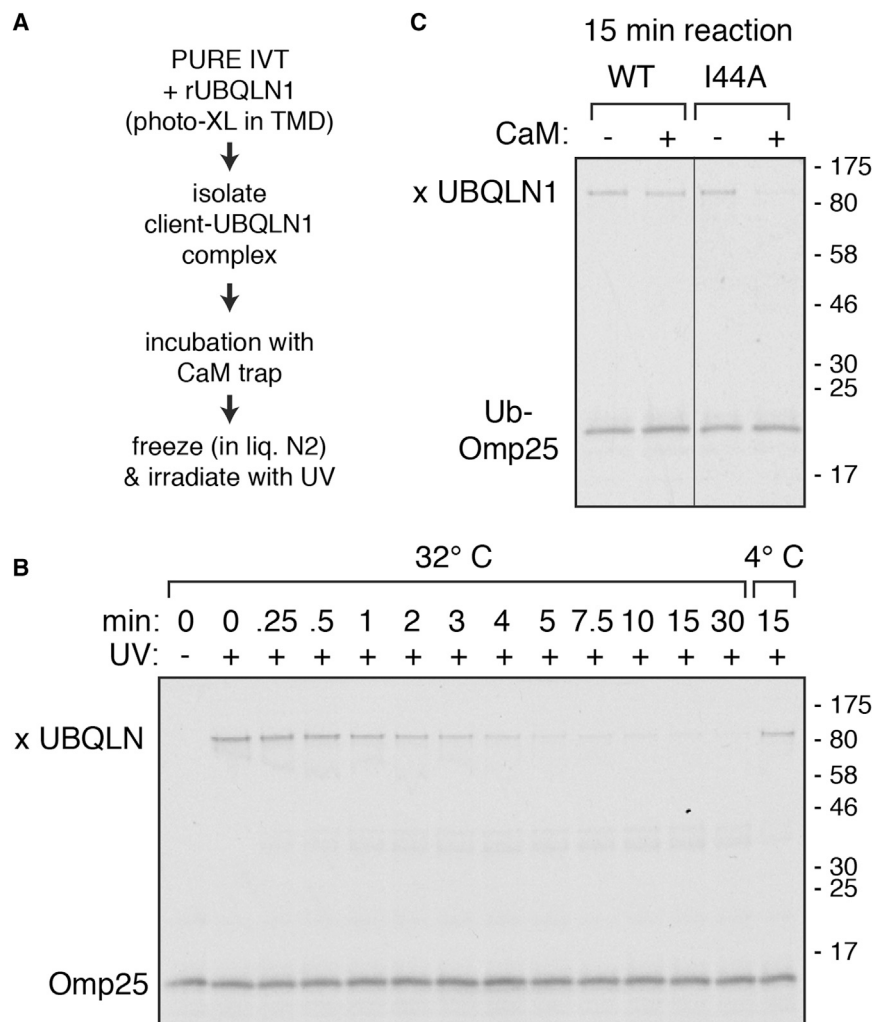 A
PURE IVT
+ rUBQLN1
(photo-XL in TMD)
isolate
client-UBQLN1
complex
incubation with
CaM trap
freeze (in liq. N2)
& irradiate with UV
C
15 min reaction
WT I44A
CaM: - + - +
x UBQLN1
- 175
- 80
- 58
- 46
- 30
- 25
Ub-
Omp25
- 17
B
32° C 4° C
min: 0 0 .25 .5 1 2 3 4 5 7.5 10 15 30 15
UV: - + + + + + + + + + + + + +
x UBQLN
- 175
- 80
- 58
- 46
- 30
- 25
- 17
Omp25